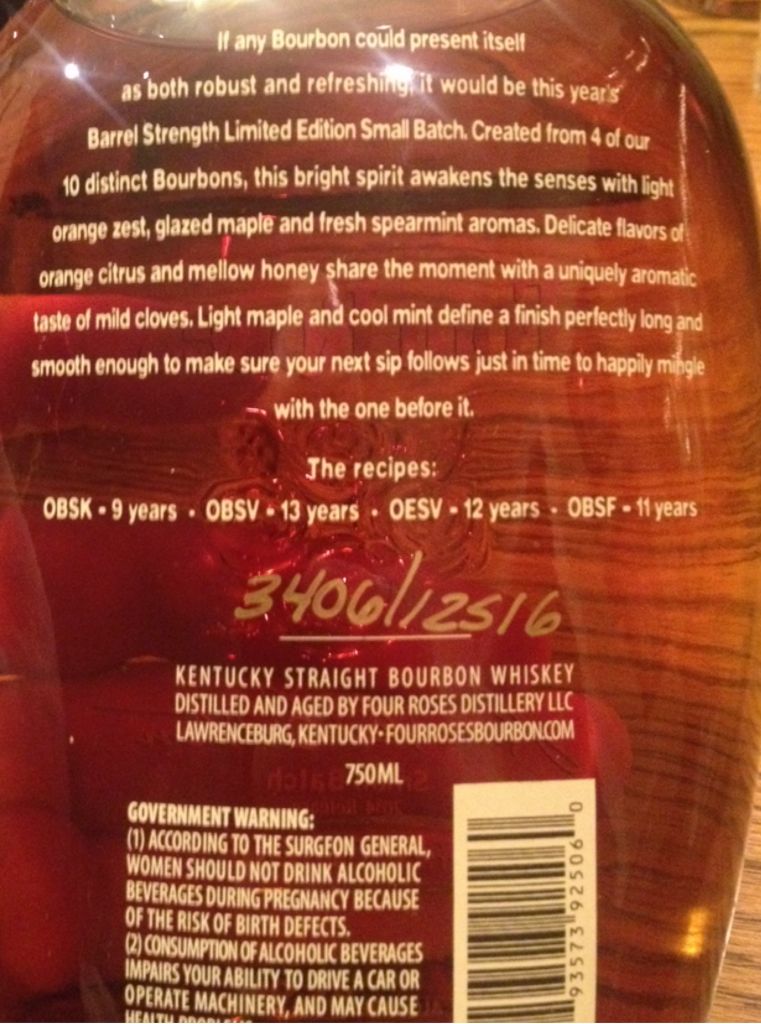 If any Bourbon could present itself
as both robust and refreshing, it would be this year's
Barrel Strength Limited Edition Small Batch. Created from 4 of our
10 distinct Bourbons, this bright spirit awakens the senses with light
orange zest, glazed maple and fresh spearmint aromas. Delicate flavors of
orange citrus and mellow honey share the moment with a uniquely aromatic
taste of mild cloves. Light maple and cool mint define a finish perfectly long and
smooth enough to make sure your next sip follows just in time to happily mingle
with the one before it.
The recipes:
OBSK - 9 years • OBSV - 13 years • OESV - 12 years • OBSF - 11 years
3406/12516
KENTUCKY STRAIGHT BOURBON WHISKEY
DISTILLED AND AGED BY FOUR ROSES DISTILLERY LLC
LAWRENCEBURG, KENTUCKY • FOURROSESBOURBON.COM
750ML
GOVERNMENT WARNING:
(1) ACCORDING TO THE SURGEON GENERAL,
WOMEN SHOULD NOT DRINK ALCOHOLIC
BEVERAGES DURING PREGNANCY BECAUSE
OF THE RISK OF BIRTH DEFECTS.
(2) CONSUMPTION OF ALCOHOLIC BEVERAGES
IMPAIRS YOUR ABILITY TO DRIVE A CAR OR
OPERATE MACHINERY, AND MAY CAUSE
HEALTH PROBLEMS.
93573 92506 0